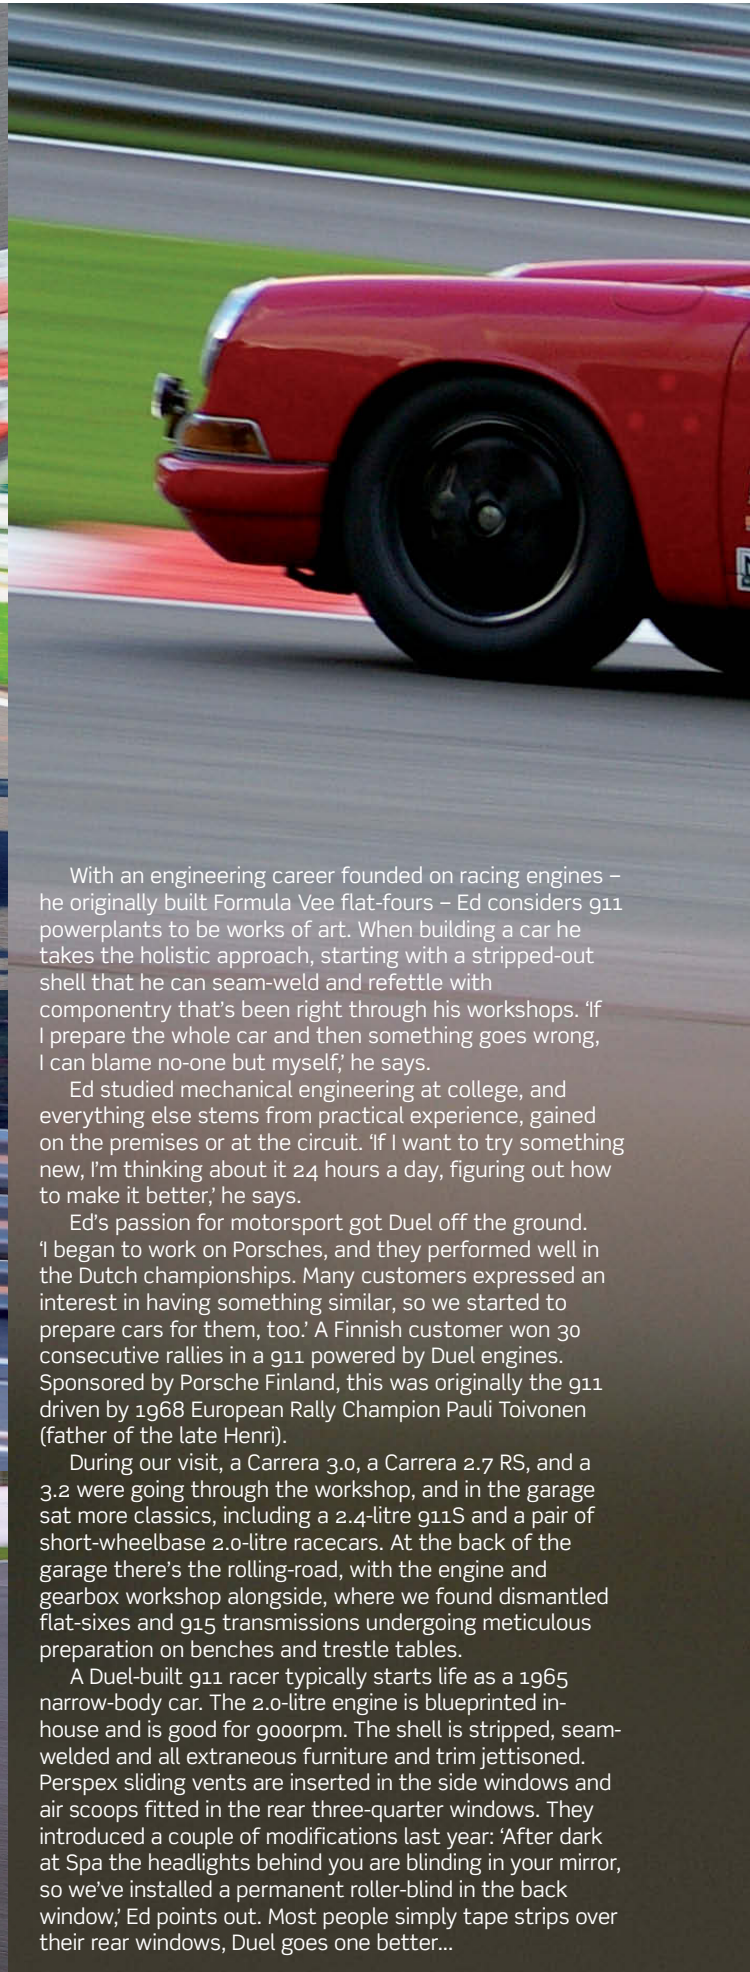 With an engineering career founded on racing engines –
he originally built Formula Vee flat-fours – Ed considers 911
powerplants to be works of art. When building a car he
takes the holistic approach, starting with a stripped-out
shell that he can seam-weld and refettle with
componentry that's been right through his workshops. ‘If
I prepare the whole car and then something goes wrong,
I can blame no-one but myself,’ he says.
Ed studied mechanical engineering at college, and
everything else stems from practical experience, gained
on the premises or at the circuit. ‘If I want to try something
new, I'm thinking about it 24 hours a day, figuring out how
to make it better,’ he says.
Ed's passion for motorsport got Duel off the ground.
‘I began to work on Porsches, and they performed well in
the Dutch championships. Many customers expressed an
interest in having something similar, so we started to
prepare cars for them, too.’ A Finnish customer won 30
consecutive rallies in a 911 powered by Duel engines.
Sponsored by Porsche Finland, this was originally the 911
driven by 1968 European Rally Champion Pauli Toivonen
(father of the late Henri).
During our visit, a Carrera 3.0, a Carrera 2.7 RS, and a
3.2 were going through the workshop, and in the garage
sat more classics, including a 2.4-litre 911S and a pair of
short-wheelbase 2.0-litre racecars. At the back of the
garage there's the rolling-road, with the engine and
gearbox workshop alongside, where we found dismantled
flat-sixes and 915 transmissions undergoing meticulous
preparation on benches and trestle tables.
A Duel-built 911 racer typically starts life as a 1965
narrow-body car. The 2.0-litre engine is blueprinted in-
house and is good for 9000rpm. The shell is stripped, seam-
welded and all extraneous furniture and trim jettisoned.
Perspex sliding vents are inserted in the side windows and
air scoops fitted in the rear three-quarter windows. They
introduced a couple of modifications last year: ‘After dark
at Spa the headlights behind you are blinding in your mirror,
so we've installed a permanent roller-blind in the back
window,’ Ed points out. Most people simply tape strips over
their rear windows, Duel goes one better...